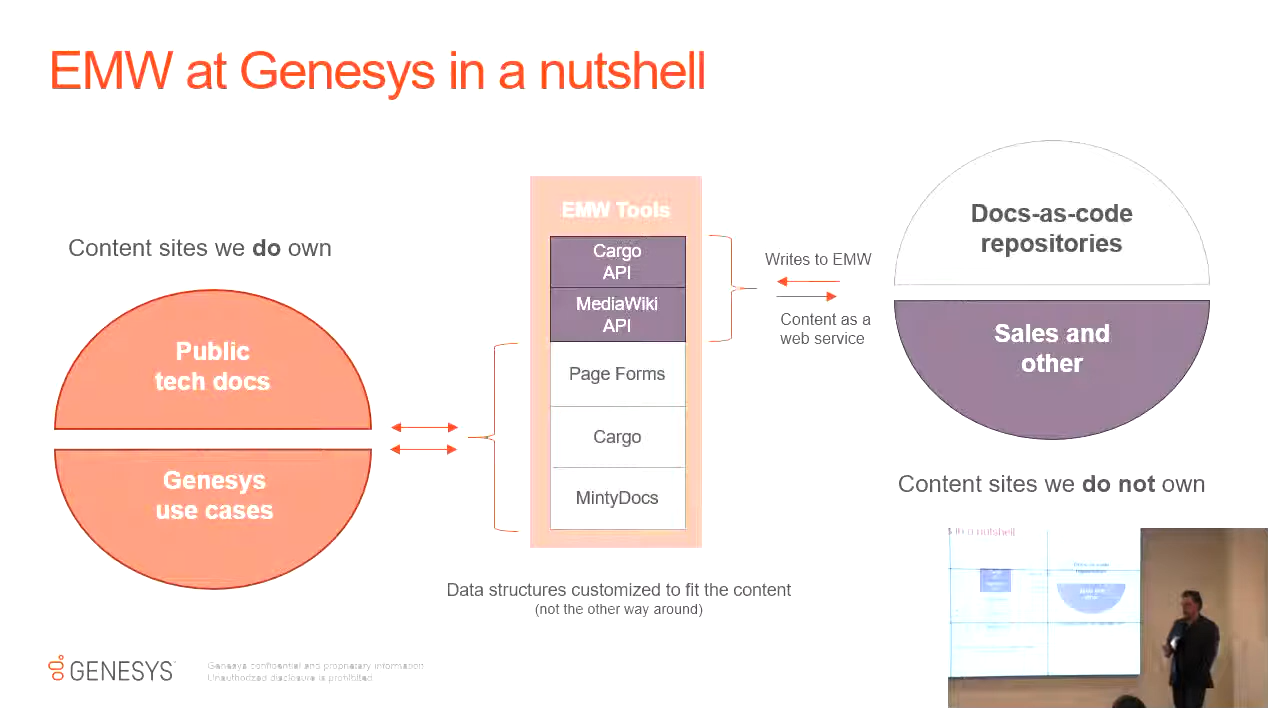 EMW at Genesys in a nutshell
Content sites we do own
Public
tech docs
Genesys
use cases
EMW Tools
Cargo
API
MediaWiki
API
Page Forms
Cargo
MintyDocs
Data structures customized to fit the content
(not the other way around)
Writes to EMW
Content as a
web service
Docs-as-code
repositories
Sales and
other
Content sites we do not own
in a nutshell
GENESYS
Genesys confidential and proprietary information
Unauthorized disclosure is prohibited